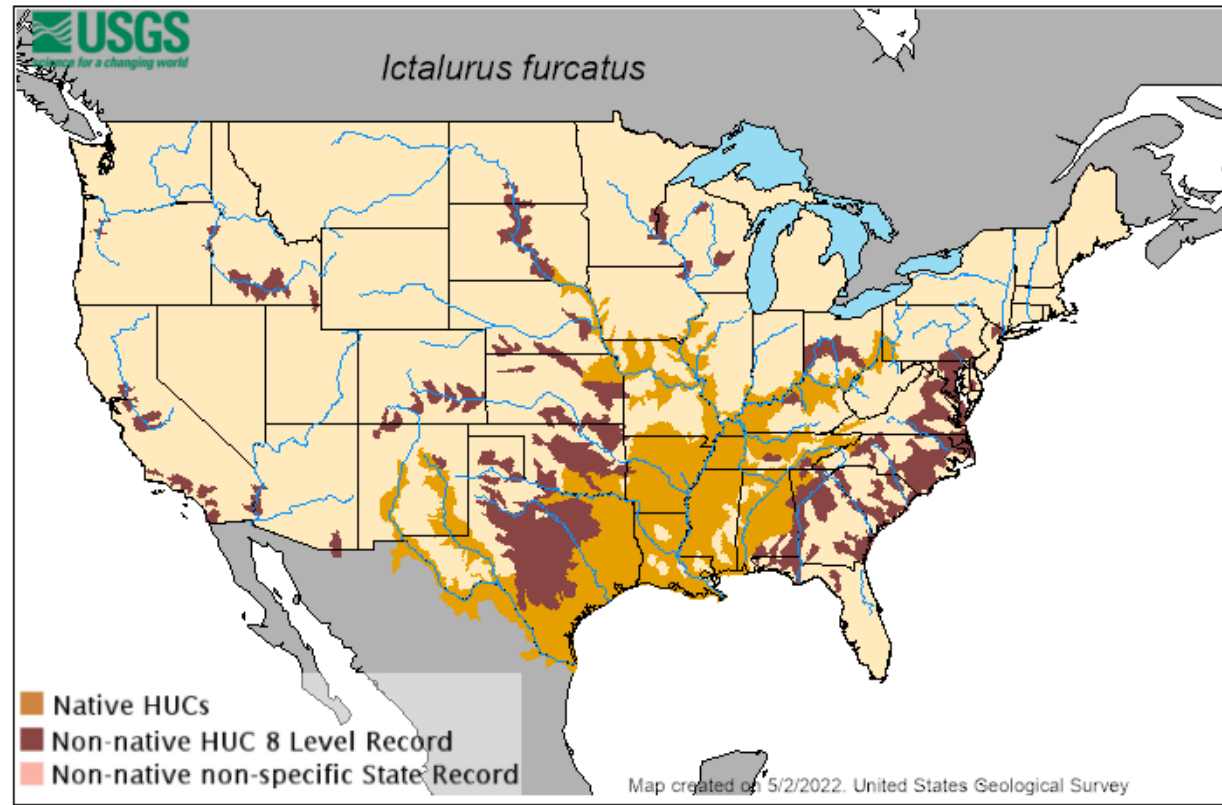 USGS
science for a changing world
Ictalurus furcatus
Native HUCs
Non-native HUC 8 Level Record
Non-native non-specific State Record
Map created on 5/2/2022. United States Geological Survey